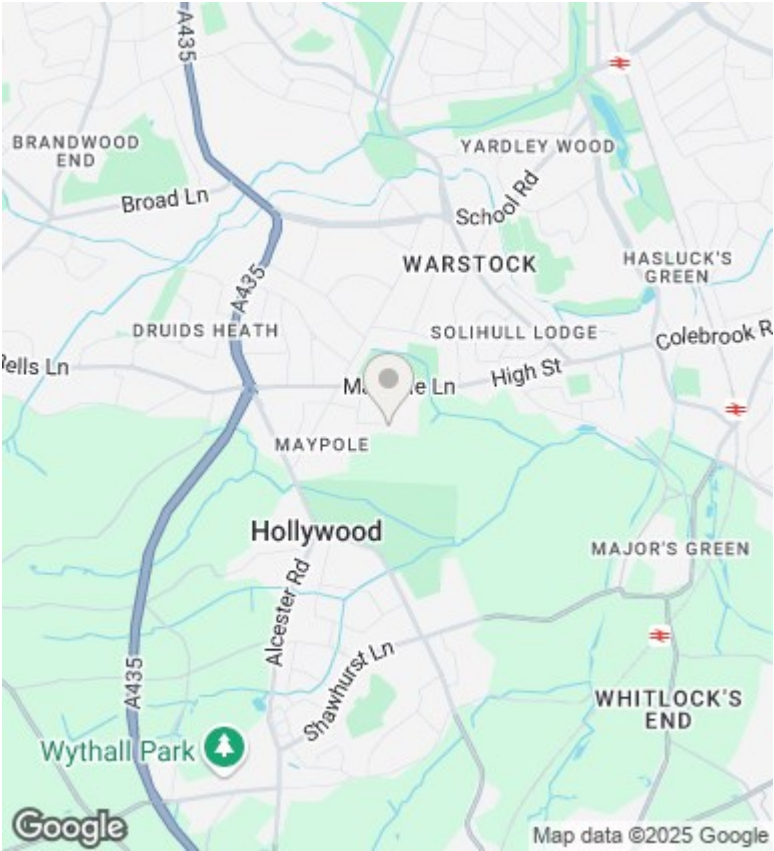 A435
BRANDWOOD
END
YARDLEY WOOD
Broad Ln
School Rd
WARSTOCK
HASLUCK'S
GREEN
A435
DRUIDS HEATH
SOLIHULL LODGE
Colebrook R
ells Ln
Ln
High St
MAYPOLE
Hollywood
MAJOR'S GREEN
Alcester Rd
A435
Shawhurst Ln
WHITLOCK'S
END
Wythall Park
Google
Map data ©2025 Google